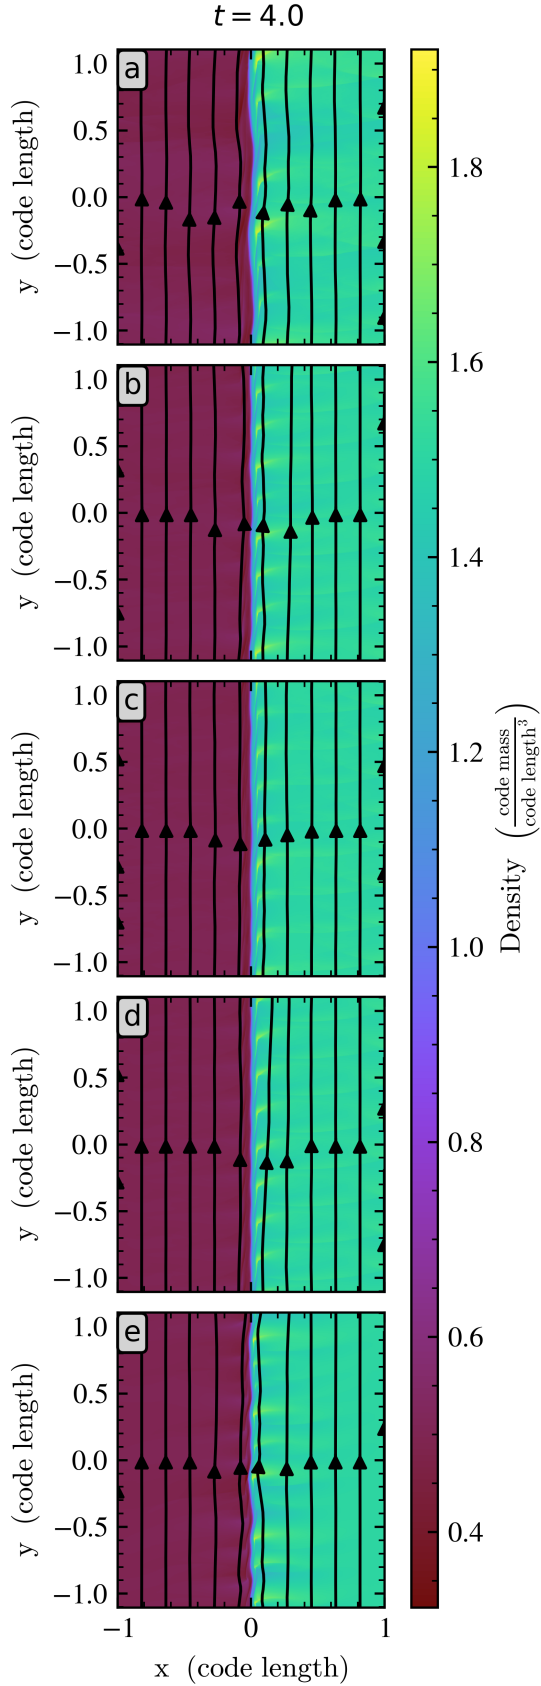 t = 4.0
a
1.0
0.5
0.0
−0.5
−1.0
y (code length)
b
1.0
0.5
0.0
−0.5
−1.0
y (code length)
c
1.0
0.5
0.0
−0.5
−1.0
y (code length)
d
1.0
0.5
0.0
−0.5
−1.0
y (code length)
e
1.0
0.5
0.0
−0.5
−1.0
y (code length)
−1 0 1
x (code length)
1.8
1.6
1.4
1.2
1.0
0.8
0.6
0.4
Density (code mass / code length³)